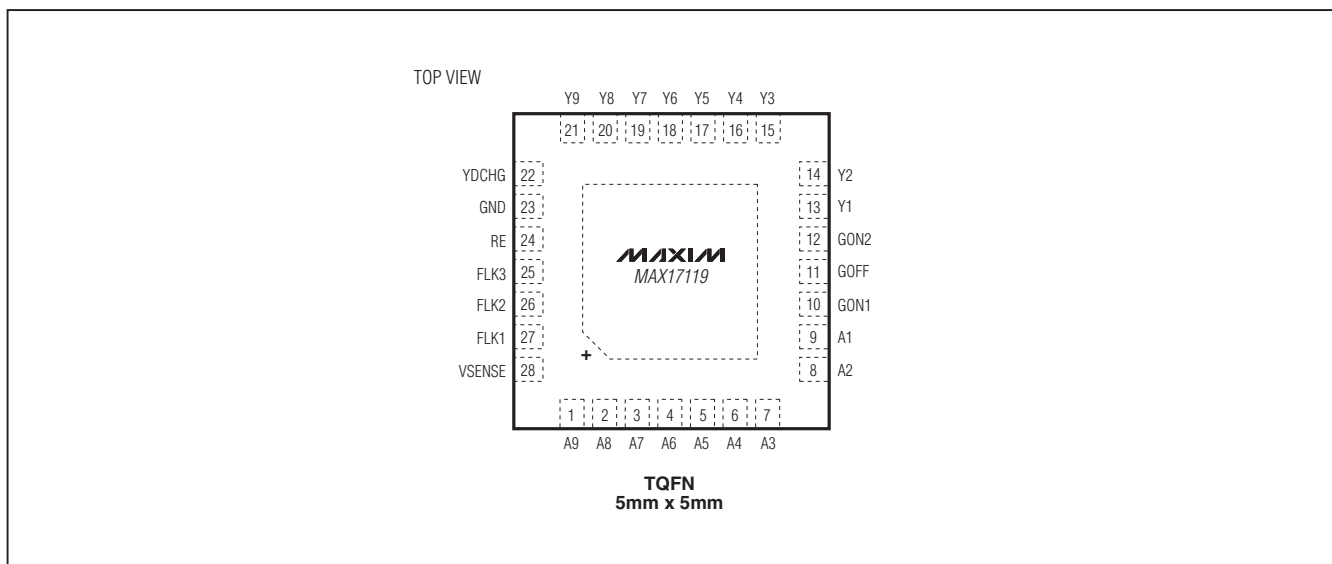 TOP VIEW
Y9 Y8 Y7 Y6 Y5 Y4 Y3
21 20 19 18 17 16 15
YDCHG 22 14 Y2
GND 23 13 Y1
RE 24 12 GON2
MAXIM
FLK3 25 MAX17119 11 GOFF
FLK2 26 10 GON1
FLK1 27 9 A1
+
VSENSE 28 8 A2
1 2 3 4 5 6 7
A9 A8 A7 A6 A5 A4 A3
TQFN
5mm x 5mm